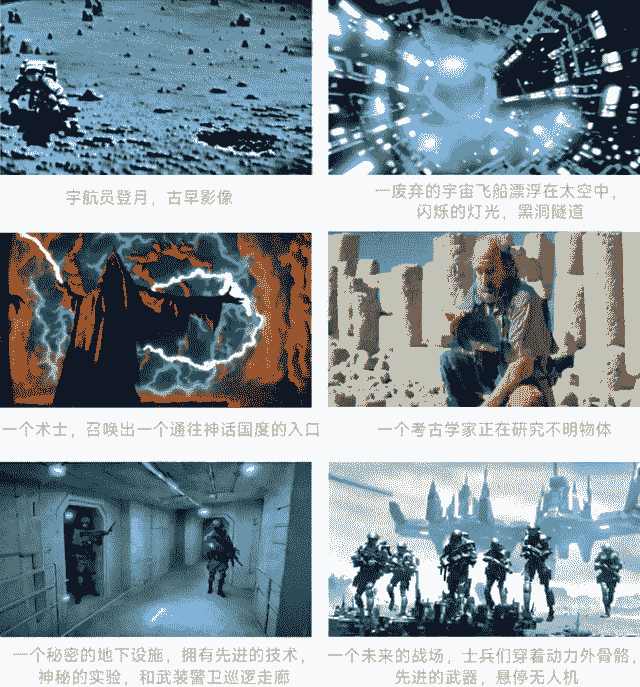 宇航员登月，古早影像
一废弃的宇宙飞船漂浮在太空中，
闪烁的灯光，黑洞隧道
一个术士，召唤出一个通往神话国度的入口
一个考古学家正在研究不明物体
一个秘密的地下设施，拥有先进的技术，
神秘的实验，和武装警卫巡逻走廊
一个未来的战场，士兵们穿着动力外骨骼，
先进的武器，悬停无人机